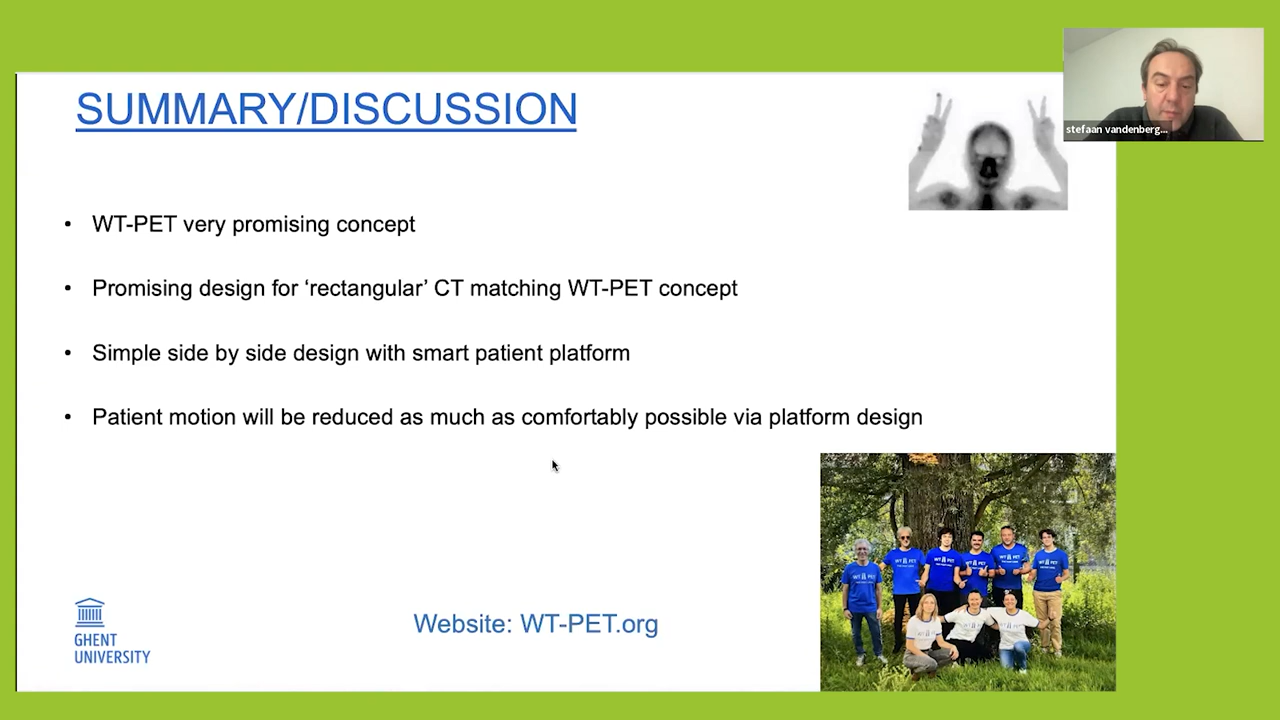 SUMMARY/DISCUSSION
stefaan vandenberg...
• WT-PET very promising concept
• Promising design for ‘rectangular’ CT matching WT-PET concept
• Simple side by side design with smart patient platform
• Patient motion will be reduced as much as comfortably possible via platform design
GHENT
UNIVERSITY
Website: WT-PET.org